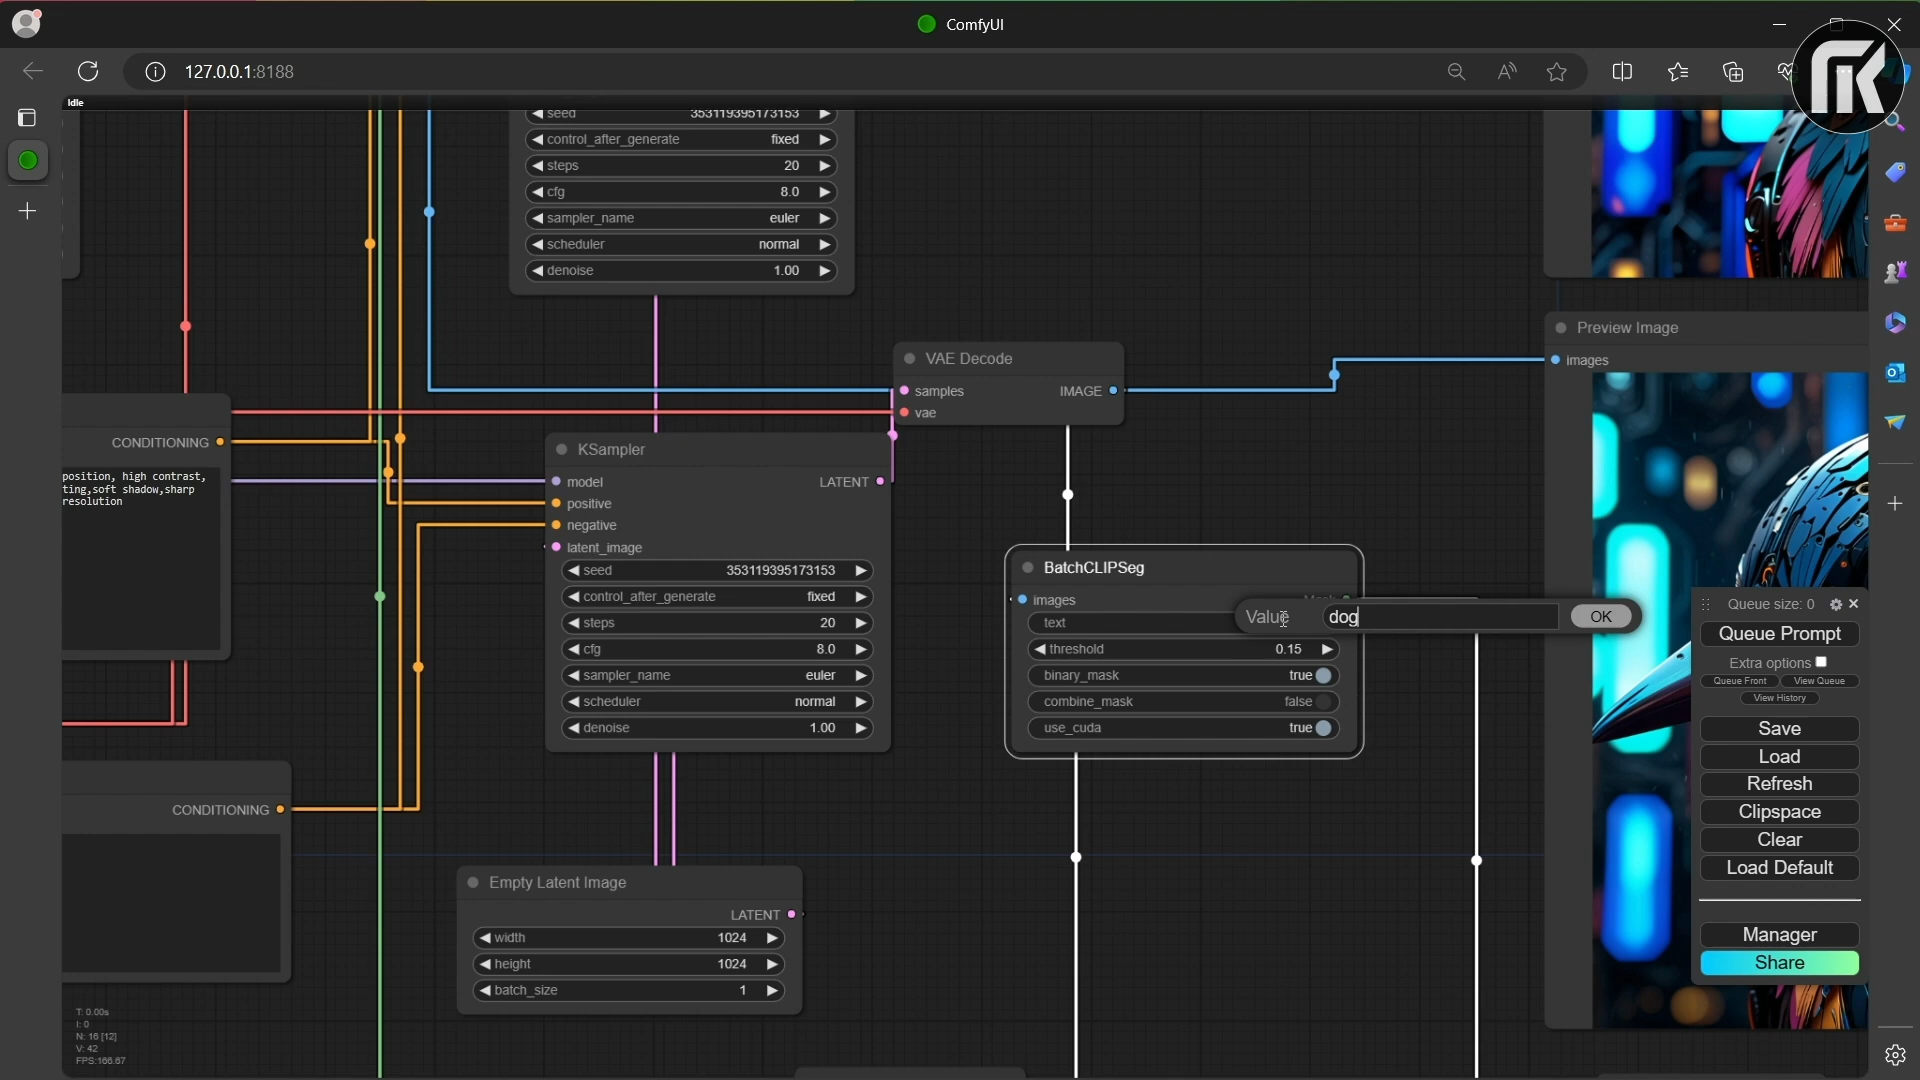 ComfyUI
127.0.0.1:8188
Idle
seed 353119395173153
control_after_generate fixed
steps 20
cfg 8.0
sampler_name euler
scheduler normal
denoise 1.00
VAE Decode
samples IMAGE
vae
Preview Image
images
CONDITIONING
position, high contrast,
ting,soft shadow,sharp
resolution
KSampler
model LATENT
positive
negative
latent_image
seed 353119395173153
control_after_generate fixed
steps 20
cfg 8.0
sampler_name euler
scheduler normal
denoise 1.00
BatchCLIPSeg
images
text
Value dog OK
threshold 0.15
binary_mask true
combine_mask false
use_cuda true
Queue size: 0
Queue Prompt
Extra options
Queue Front View Queue
View History
Save
Load
Refresh
Clipspace
Clear
Load Default
Manager
Share
CONDITIONING
Empty Latent Image
LATENT
width 1024
height 1024
batch_size 1
T: 0.00s
I: 0
N: 16 [12]
V: 42
FPS:166.67